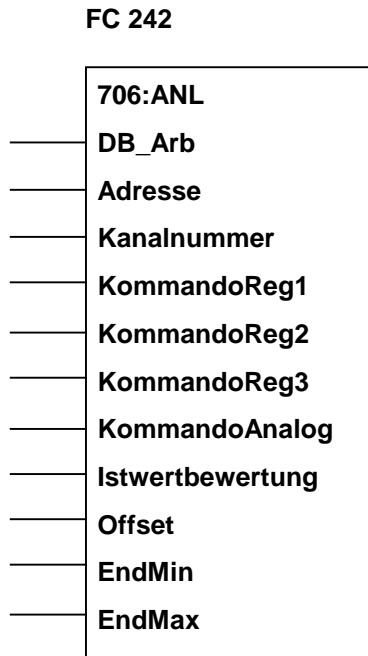 FC 242
706:ANL
DB_Arb
Adresse
Kanalnummer
KommandoReg1
KommandoReg2
KommandoReg3
KommandoAnalog
Istwertbewertung
Offset
EndMin
EndMax